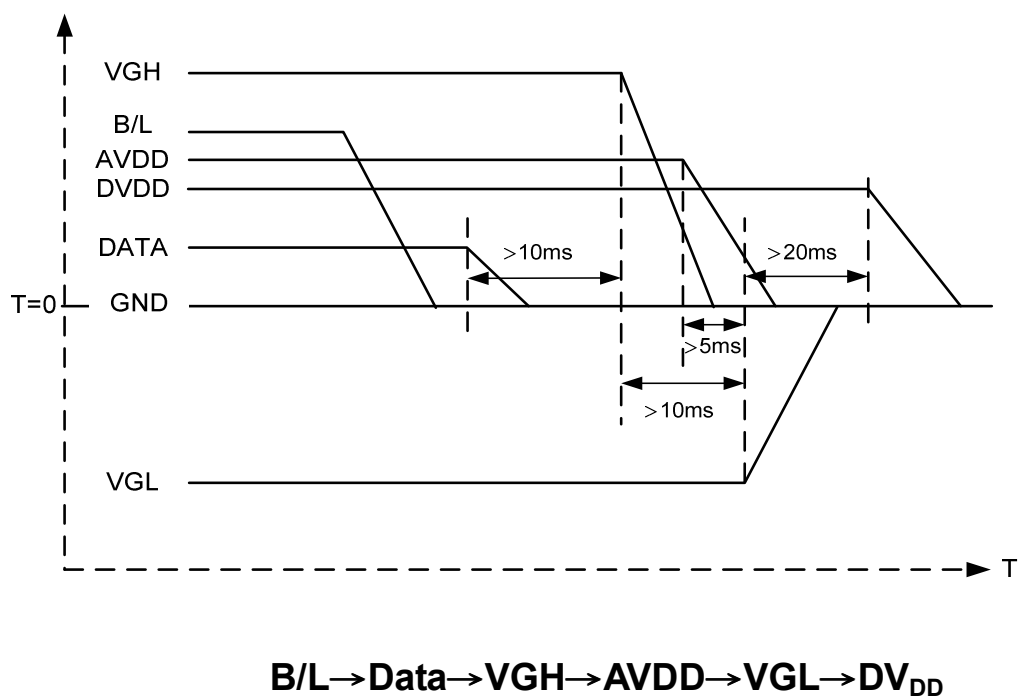 VGH
B/L
AVDD
DVDD
DATA
>10ms
>20ms
T=0
GND
>5ms
>10ms
VGL
T
B/L→Data→VGH→AVDD→VGL→DVDD